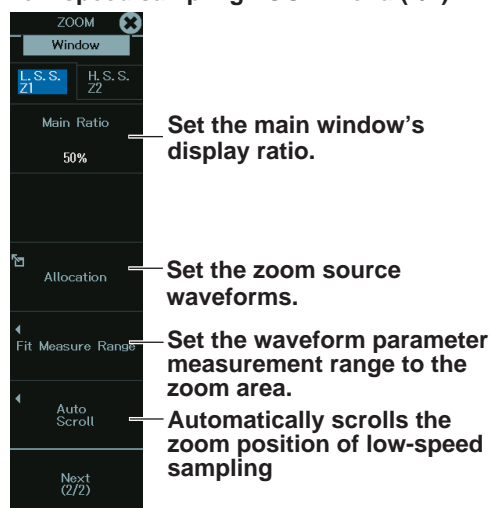 ZOOM
Window
L.S.S. H.S.S.
Z1 Z2
Main Ratio
50%
Set the main window's
display ratio.
Allocation
Set the zoom source
waveforms.
Fit Measure Range
Set the waveform parameter
measurement range to the
zoom area.
Auto
Scroll
Automatically scrolls the
zoom position of low-speed
sampling
Next
(2/2)